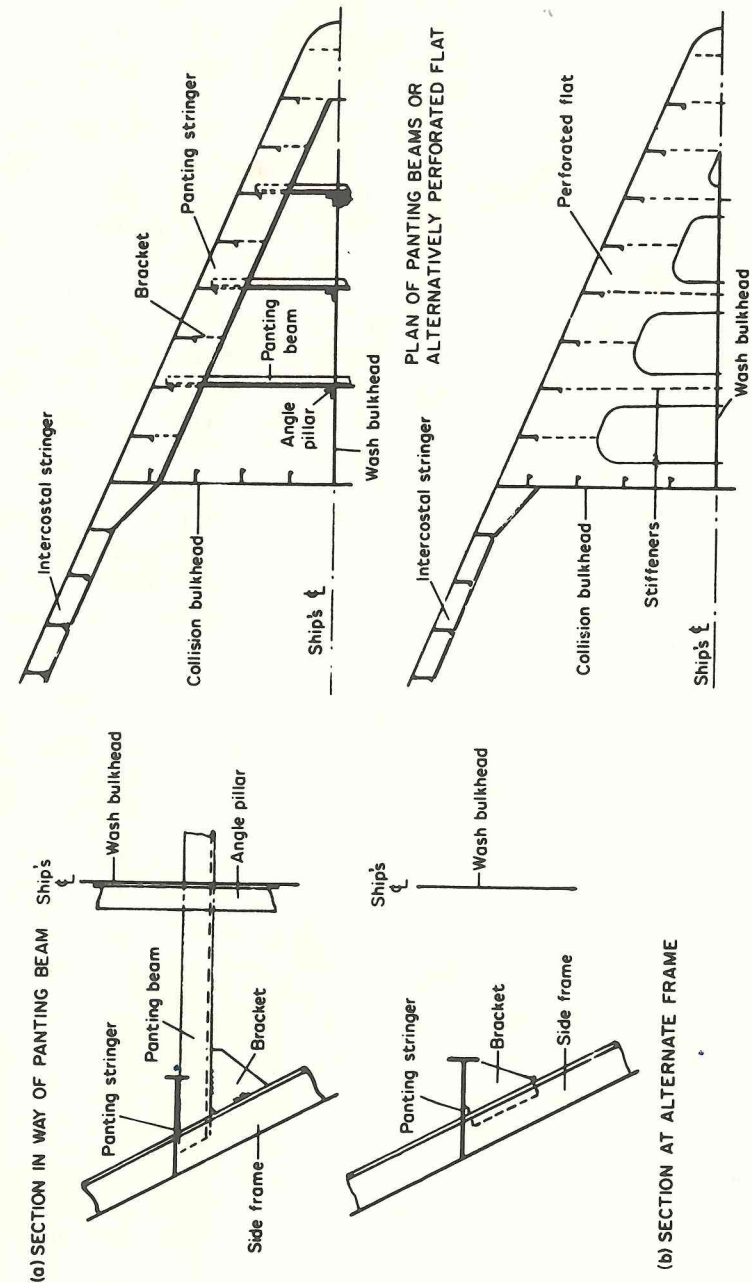 (a) SECTION IN WAY OF PANTING BEAM
Ship's
℄
Wash bulkhead
Panting stringer
Panting beam
Angle pillar
Bracket
Side frame
Ship's
℄
Wash bulkhead
Panting stringer
Bracket
Side frame
(b) SECTION AT ALTERNATE FRAME
Intercostal stringer
Bracket
Panting stringer
Collision bulkhead
Angle
pillar
Panting
beam
Ship's ℄
Wash bulkhead
PLAN OF PANTING BEAMS OR
ALTERNATIVELY PERFORATED FLAT
Intercostal stringer
Perforated flat
Collision bulkhead
Stiffeners
Ship's ℄
Wash bulkhead